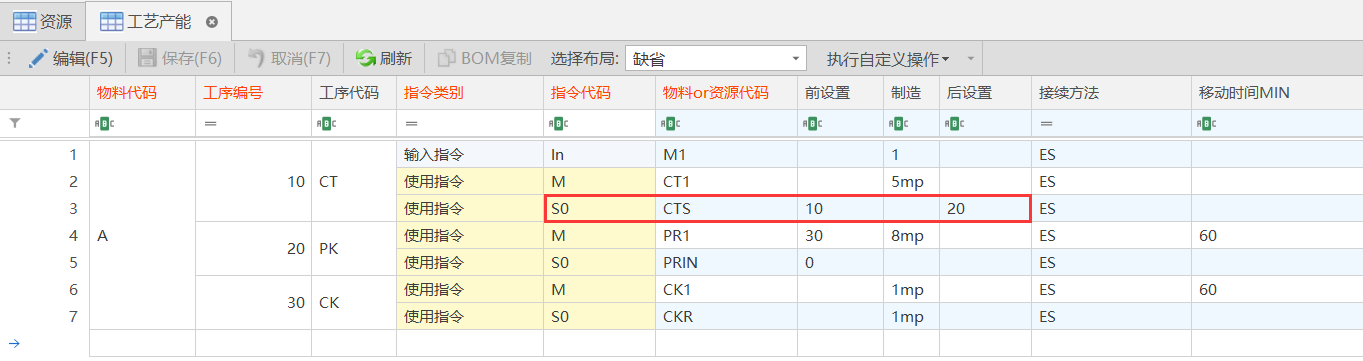 资源 工艺产能
编辑(F5) 保存(F6) 取消(F7) 刷新 BOM复制 选择布局: 缺省 执行自定义操作
物料代码 工序编号 工序代码 指令类别 指令代码 物料or资源代码 前设置 制造 后设置 接续方法 移动时间MIN
ABC = ABC = ABC ABC ABC ABC ABC = ABC
1 输入指令 In M1 1 ES
10 CT
2 使用指令 M CT1 5mp ES
3 使用指令 S0 CTS 10 20 ES
A
4 使用指令 M PR1 30 8mp ES 60
20 PK
5 使用指令 S0 PRIN 0 ES
6 使用指令 M CK1 1mp ES 60
30 CK
7 使用指令 S0 CKR 1mp ES